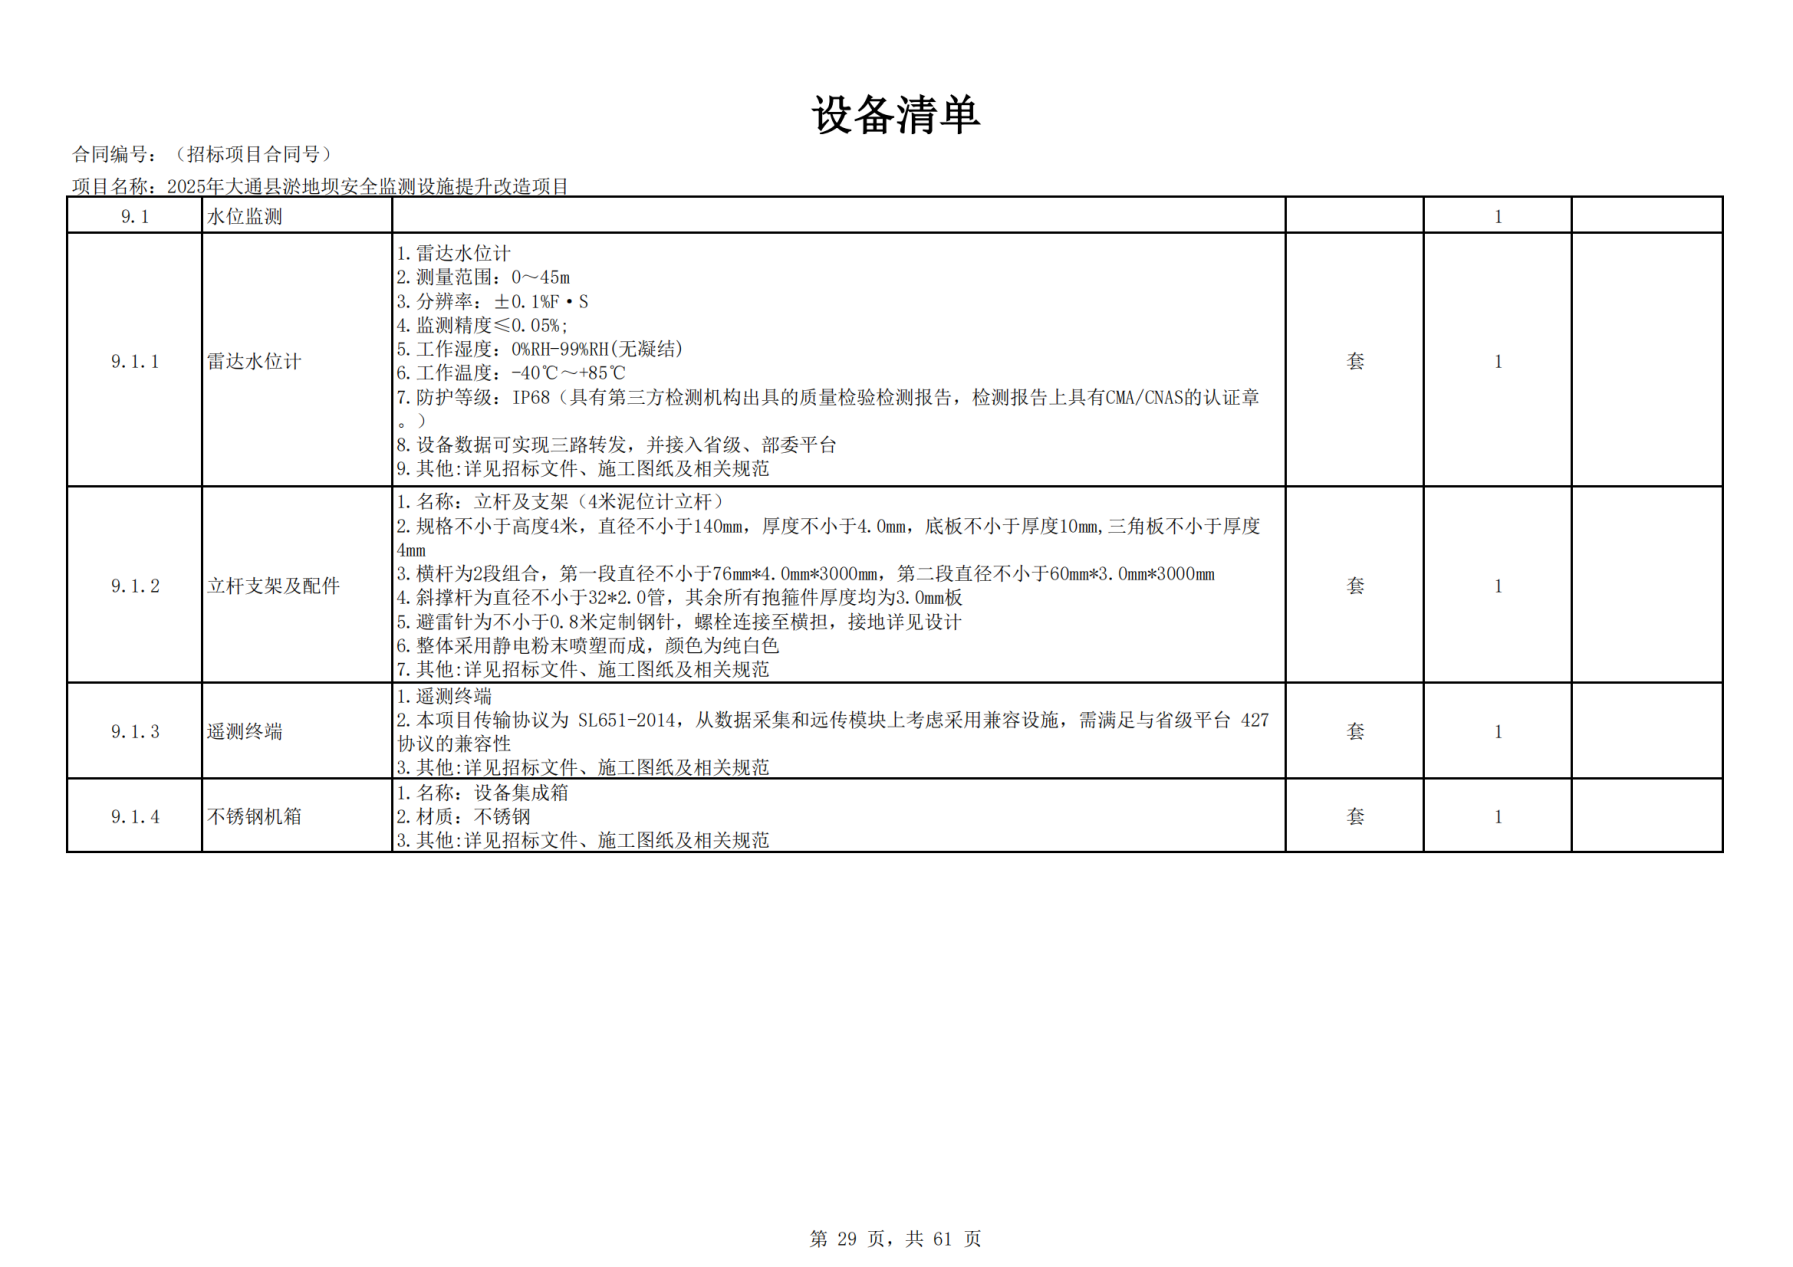 设备清单
合同编号：（招标项目合同号）
项目名称：2025年大通县淤地坝安全监测设施提升改造项目
9.1 水位监测 1
9.1.1 雷达水位计 套 1
1.雷达水位计
2.测量范围：0～45m
3.分辨率：±0.1%F·S
4.监测精度≤0.05%;
5.工作湿度：0%RH-99%RH(无凝结)
6.工作温度：-40℃～+85℃
7.防护等级：IP68（具有第三方检测机构出具的质量检验检测报告，检测报告上具有CMA/CNAS的认证章
。）
8.设备数据可实现三路转发，并接入省级、部委平台
9.其他:详见招标文件、施工图纸及相关规范
9.1.2 立杆支架及配件 套 1
1.名称：立杆及支架（4米泥位计立杆）
2.规格不小于高度4米，直径不小于140mm，厚度不小于4.0mm，底板不小于厚度10mm,三角板不小于厚度
4mm
3.横杆为2段组合，第一段直径不小于76mm*4.0mm*3000mm，第二段直径不小于60mm*3.0mm*3000mm
4.斜撑杆为直径不小于32*2.0管，其余所有抱箍件厚度均为3.0mm板
5.避雷针为不小于0.8米定制钢针，螺栓连接至横担，接地详见设计
6.整体采用静电粉末喷塑而成，颜色为纯白色
7.其他:详见招标文件、施工图纸及相关规范
9.1.3 遥测终端 套 1
1.遥测终端
2.本项目传输协议为 SL651-2014，从数据采集和远传模块上考虑采用兼容设施，需满足与省级平台 427
协议的兼容性
3.其他:详见招标文件、施工图纸及相关规范
9.1.4 不锈钢机箱 套 1
1.名称：设备集成箱
2.材质：不锈钢
3.其他:详见招标文件、施工图纸及相关规范
第 29 页，共 61 页